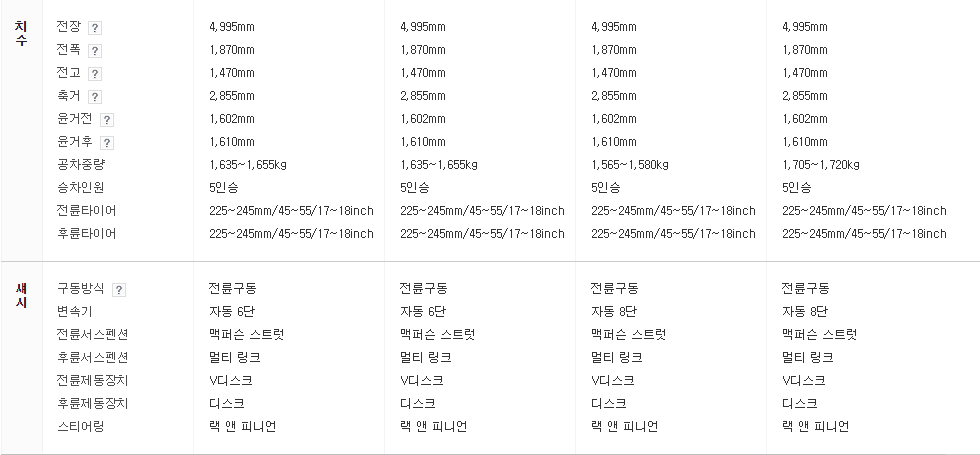 치수
전장 ? 4,995mm 4,995mm 4,995mm 4,995mm
전폭 ? 1,870mm 1,870mm 1,870mm 1,870mm
전고 ? 1,470mm 1,470mm 1,470mm 1,470mm
축거 ? 2,855mm 2,855mm 2,855mm 2,855mm
윤거전 ? 1,602mm 1,602mm 1,602mm 1,602mm
윤거후 ? 1,610mm 1,610mm 1,610mm 1,610mm
공차중량 1,635~1,655kg 1,635~1,655kg 1,565~1,580kg 1,705~1,720kg
승차인원 5인승 5인승 5인승 5인승
전륜타이어 225~245mm/45~55/17~18inch 225~245mm/45~55/17~18inch 225~245mm/45~55/17~18inch 225~245mm/45~55/17~18inch
후륜타이어 225~245mm/45~55/17~18inch 225~245mm/45~55/17~18inch 225~245mm/45~55/17~18inch 225~245mm/45~55/17~18inch
섀시
구동방식 ? 전륜구동 전륜구동 전륜구동 전륜구동
변속기 자동 6단 자동 6단 자동 8단 자동 8단
전륜서스펜션 맥퍼슨 스트럿 맥퍼슨 스트럿 맥퍼슨 스트럿 맥퍼슨 스트럿
후륜서스펜션 멀티 링크 멀티 링크 멀티 링크 멀티 링크
전륜제동장치 V디스크 V디스크 V디스크 V디스크
후륜제동장치 디스크 디스크 디스크 디스크
스티어링 랙 앤 피니언 랙 앤 피니언 랙 앤 피니언 랙 앤 피니언